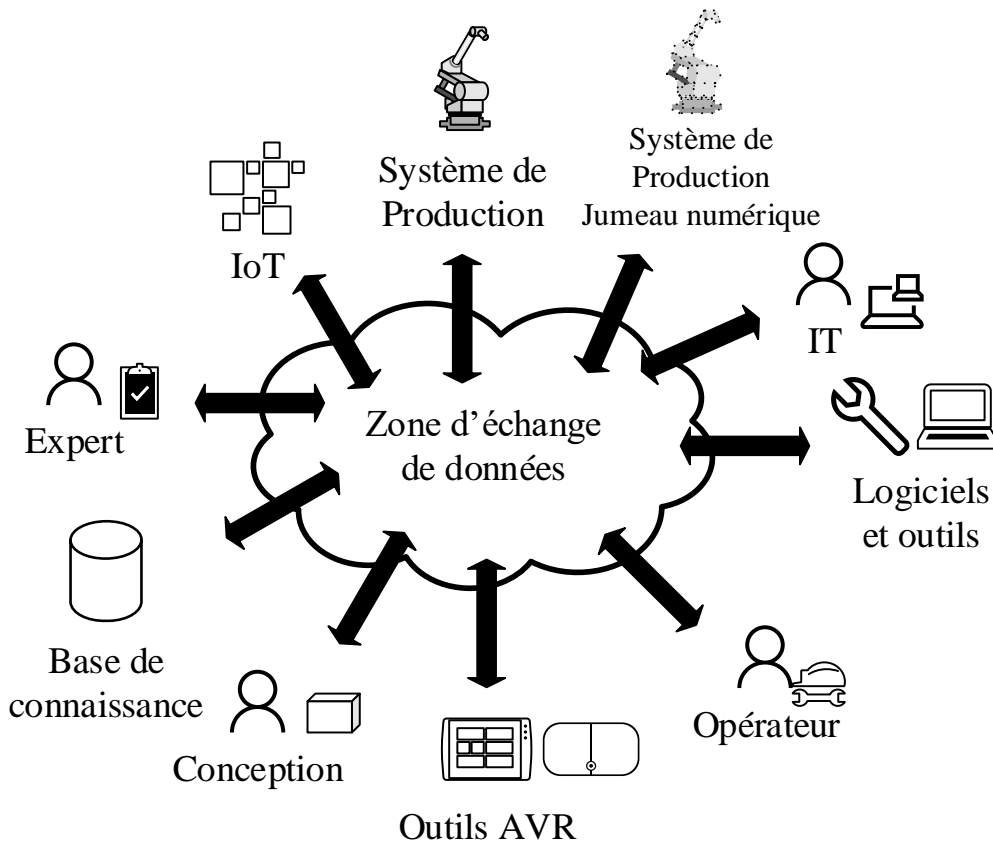 Système de
Production
Système de
Production
Jumeau numérique
IoT
IT
Expert
Zone d'échange
de données
Logiciels
et outils
Base de
connaissance
Opérateur
Conception
Outils AVR